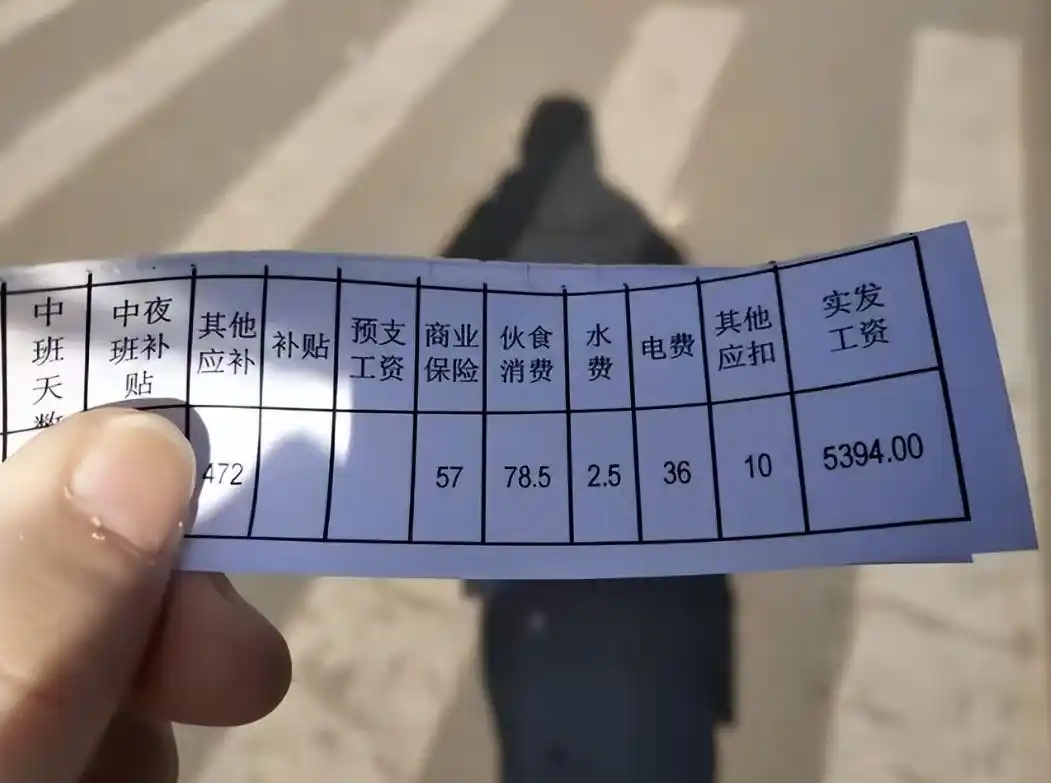 中
班
天
数
中夜
班补
贴
其他
应补
补贴
预支
工资
商业
保险
伙食
消费
水
费
电费
其他
应扣
实发
工资
472
57
78.5
2.5
36
10
5394.00